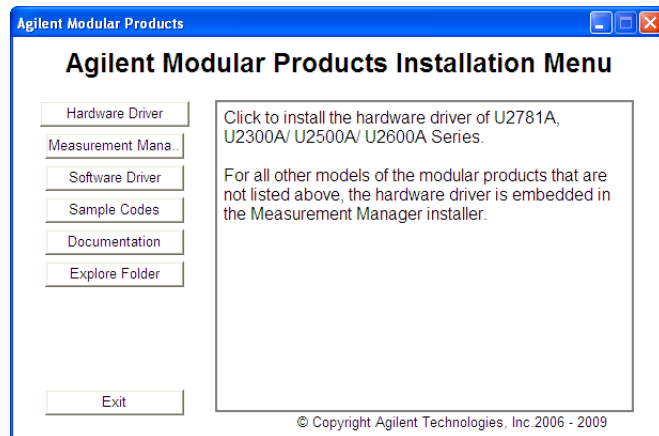 Agilent Modular Products
Agilent Modular Products Installation Menu
Hardware Driver
Measurement Mana..
Software Driver
Sample Codes
Documentation
Explore Folder
Exit
Click to install the hardware driver of U2781A,
U2300A/ U2500A/ U2600A Series.
For all other models of the modular products that are
not listed above, the hardware driver is embedded in
the Measurement Manager installer.
© Copyright Agilent Technologies, Inc.2006 - 2009